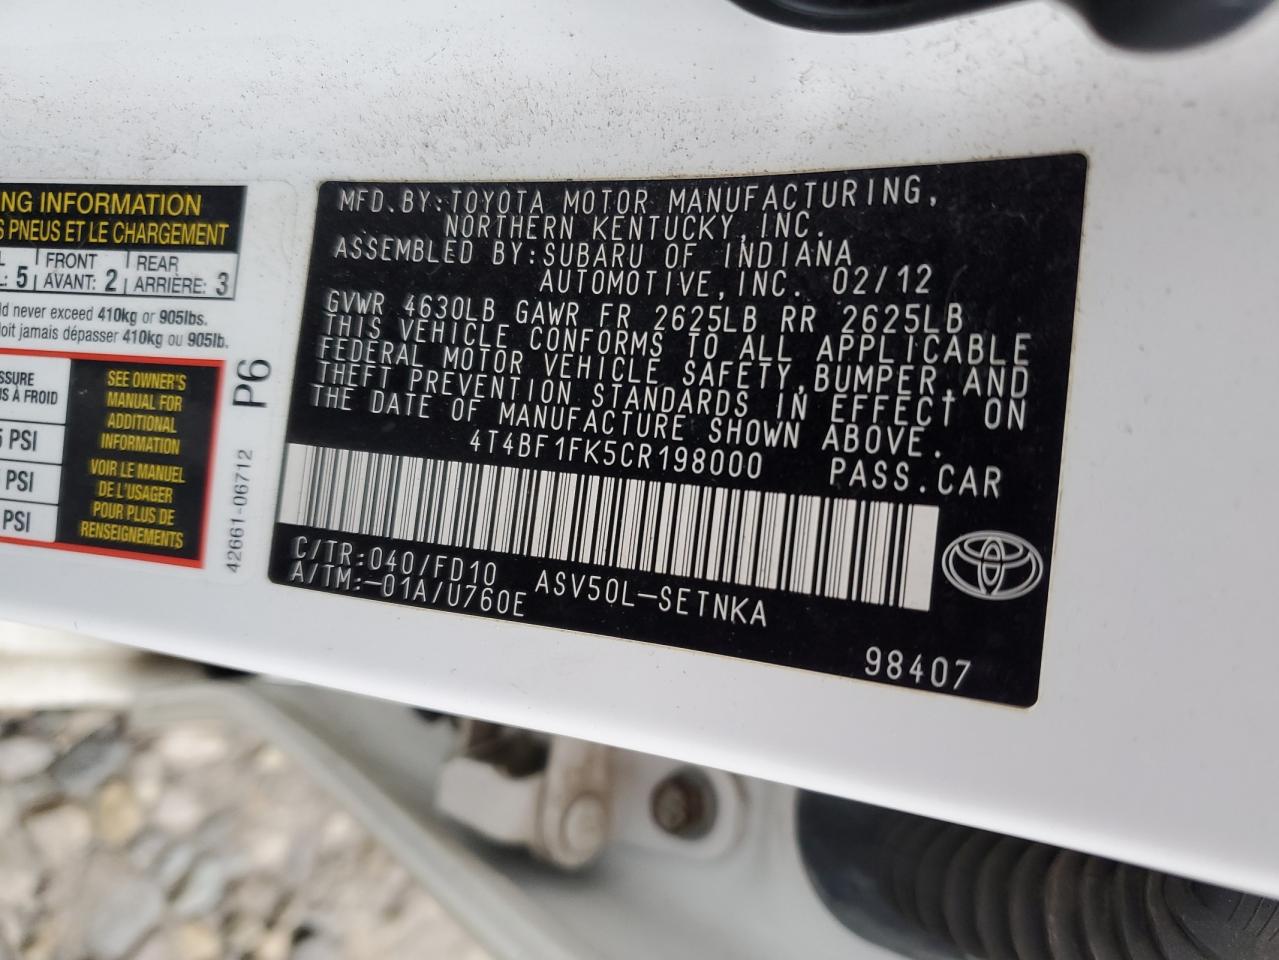 NG INFORMATION
S PNEUS ET LE CHARGEMENT
L FRONT REAR
: 5 AVANT: 2 ARRIÈRE: 3
ld never exceed 410kg or 905lbs.
doit jamais dépasser 410kg ou 905lb.
SSURE
S À FROID
5 PSI
PSI
PSI
SEE OWNER'S
MANUAL FOR
ADDITIONAL
INFORMATION
VOIR LE MANUEL
DE L'USAGER
POUR PLUS DE
RENSEIGNEMENTS
42661-06712 P6
MFD. BY: TOYOTA MOTOR MANUFACTURING,
NORTHERN KENTUCKY, INC.
ASSEMBLED BY: SUBARU OF INDIANA
AUTOMOTIVE, INC. 02/12
GVWR 4630LB GAWR FR 2625LB RR 2625LB
THIS VEHICLE CONFORMS TO ALL APPLICABLE
FEDERAL MOTOR VEHICLE SAFETY, BUMPER, AND
THEFT PREVENTION STANDARDS IN EFFECT ON
THE DATE OF MANUFACTURE SHOWN ABOVE.
4T4BF1FK5CR198000 PASS. CAR
C/TR: 040/FD10 ASV50L-SETNKA
A/TM: -01A/U760E
98407